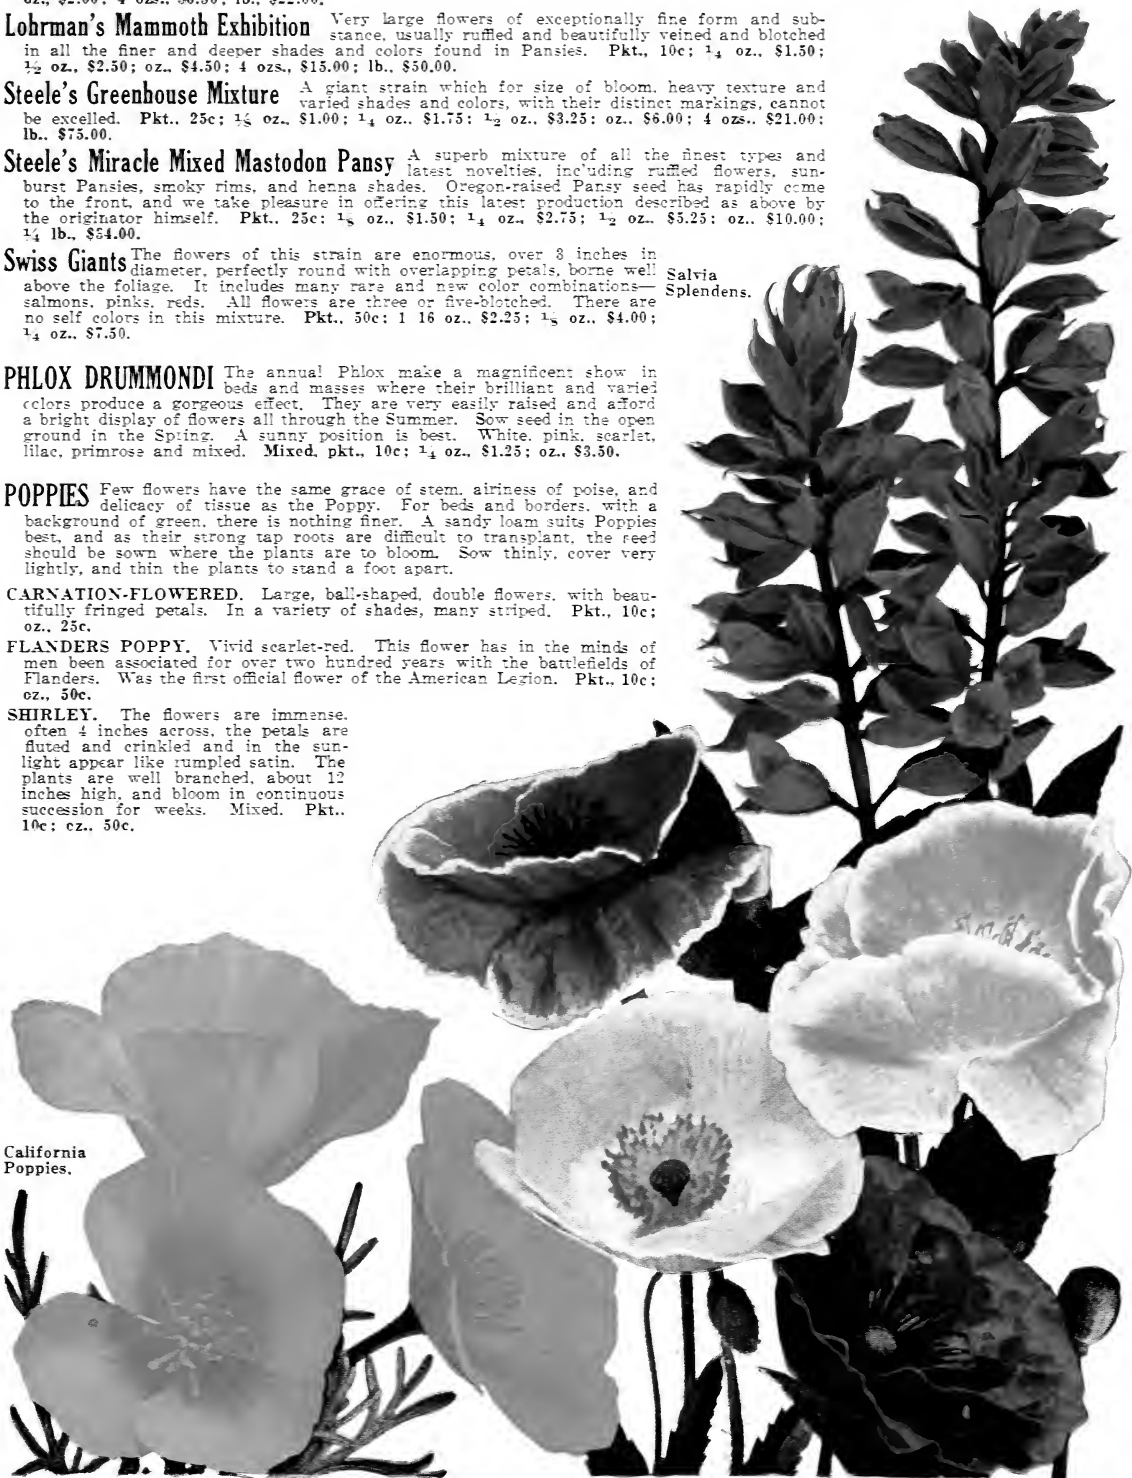 oz., $2.00; 4 ozs., $6.50; lb., $22.00.
Lohrman's Mammoth Exhibition Very large flowers of exceptionally fine form and sub-
stance, usually ruffled and beautifully veined and blotched
in all the finer and deeper shades and colors found in Pansies. Pkt., 10c; ¼ oz., $1.50;
½ oz., $2.50; oz., $4.50; 4 ozs., $15.00; lb., $50.00.
Steele's Greenhouse Mixture A giant strain which for size of bloom, heavy texture and
varied shades and colors, with their distinct markings, cannot
be excelled. Pkt., 25c; ⅛ oz., $1.00; ¼ oz., $1.75; ½ oz., $3.25; oz., $6.00; 4 ozs., $21.00;
lb., $75.00.
Steele's Miracle Mixed Mastodon Pansy A superb mixture of all the finest types and
latest novelties, including ruffled flowers, sun-
burst Pansies, smoky rims, and henna shades. Oregon-raised Pansy seed has rapidly come
to the front, and we take pleasure in offering this latest production described as above by
the originator himself. Pkt., 25c; ⅛ oz., $1.50; ¼ oz., $2.75; ½ oz., $5.25; oz., $10.00;
¼ lb., $34.00.
Swiss Giants The flowers of this strain are enormous, over 3 inches in
diameter, perfectly round with overlapping petals, borne well
above the foliage. It includes many rare and new color combinations—
salmons, pinks, reds. All flowers are three or five-blotched. There are
no self colors in this mixture. Pkt., 50c; 1 16 oz., $2.25; ⅛ oz., $4.00;
¼ oz., $7.50.
Salvia
Splendens.
PHLOX DRUMMONDI The annual Phlox make a magnificent show in
beds and masses where their brilliant and varied
colors produce a gorgeous effect. They are very easily raised and afford
a bright display of flowers all through the Summer. Sow seed in the open
ground in the Spring. A sunny position is best. White, pink, scarlet,
lilac, primrose and mixed. Mixed, pkt., 10c; ¼ oz., $1.25; oz., $3.50.
POPPIES Few flowers have the same grace of stem, airiness of poise, and
delicacy of tissue as the Poppy. For beds and borders, with a
background of green, there is nothing finer. A sandy loam suits Poppies
best, and as their strong tap roots are difficult to transplant, the seed
should be sown where the plants are to bloom. Sow thinly, cover very
lightly, and thin the plants to stand a foot apart.
CARNATION-FLOWERED. Large, ball-shaped, double flowers, with beau-
tifully fringed petals. In a variety of shades, many striped. Pkt., 10c;
oz., 25c.
FLANDERS POPPY. Vivid scarlet-red. This flower has in the minds of
men been associated for over two hundred years with the battlefields of
Flanders. Was the first official flower of the American Legion. Pkt., 10c;
oz., 50c.
SHIRLEY. The flowers are immense,
often 4 inches across, the petals are
fluted and crinkled and in the sun-
light appear like rumpled satin. The
plants are well branched, about 12
inches high, and bloom in continuous
succession for weeks. Mixed. Pkt.,
10c; oz., 50c.
California
Poppies.